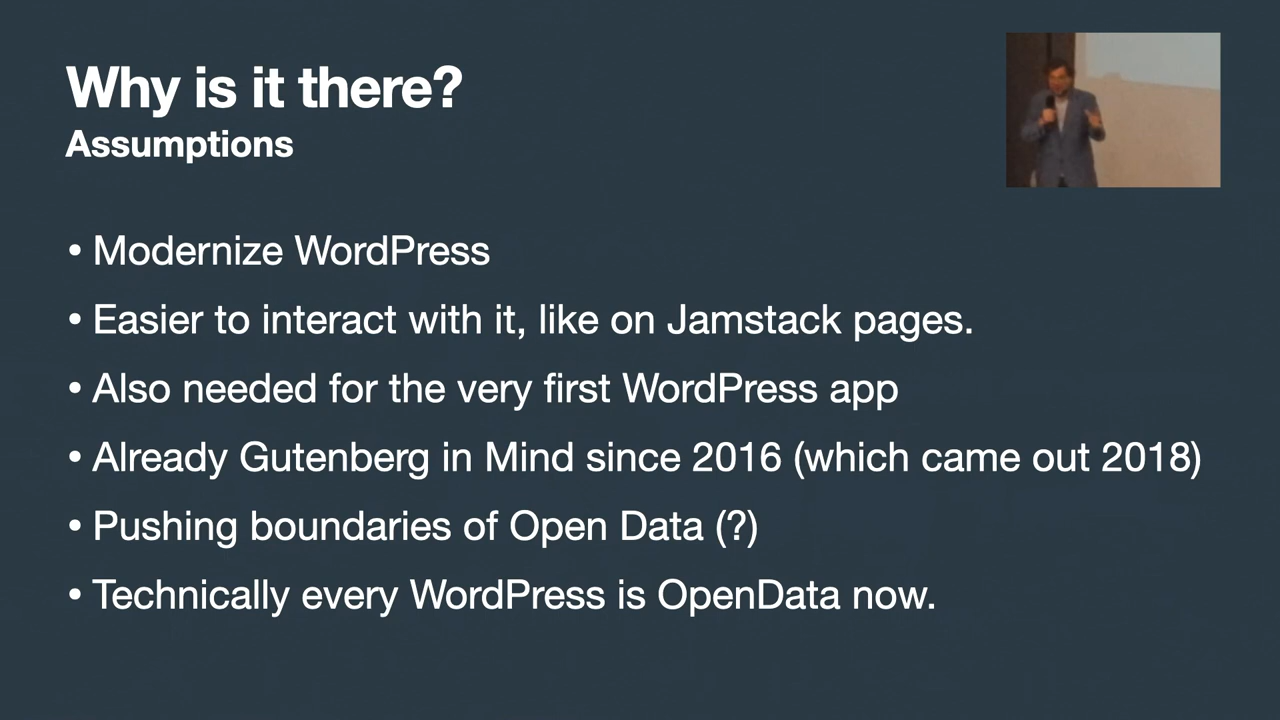 Why is it there?
Assumptions
• Modernize WordPress
• Easier to interact with it, like on Jamstack pages.
• Also needed for the very first WordPress app
• Already Gutenberg in Mind since 2016 (which came out 2018)
• Pushing boundaries of Open Data (?)
• Technically every WordPress is OpenData now.